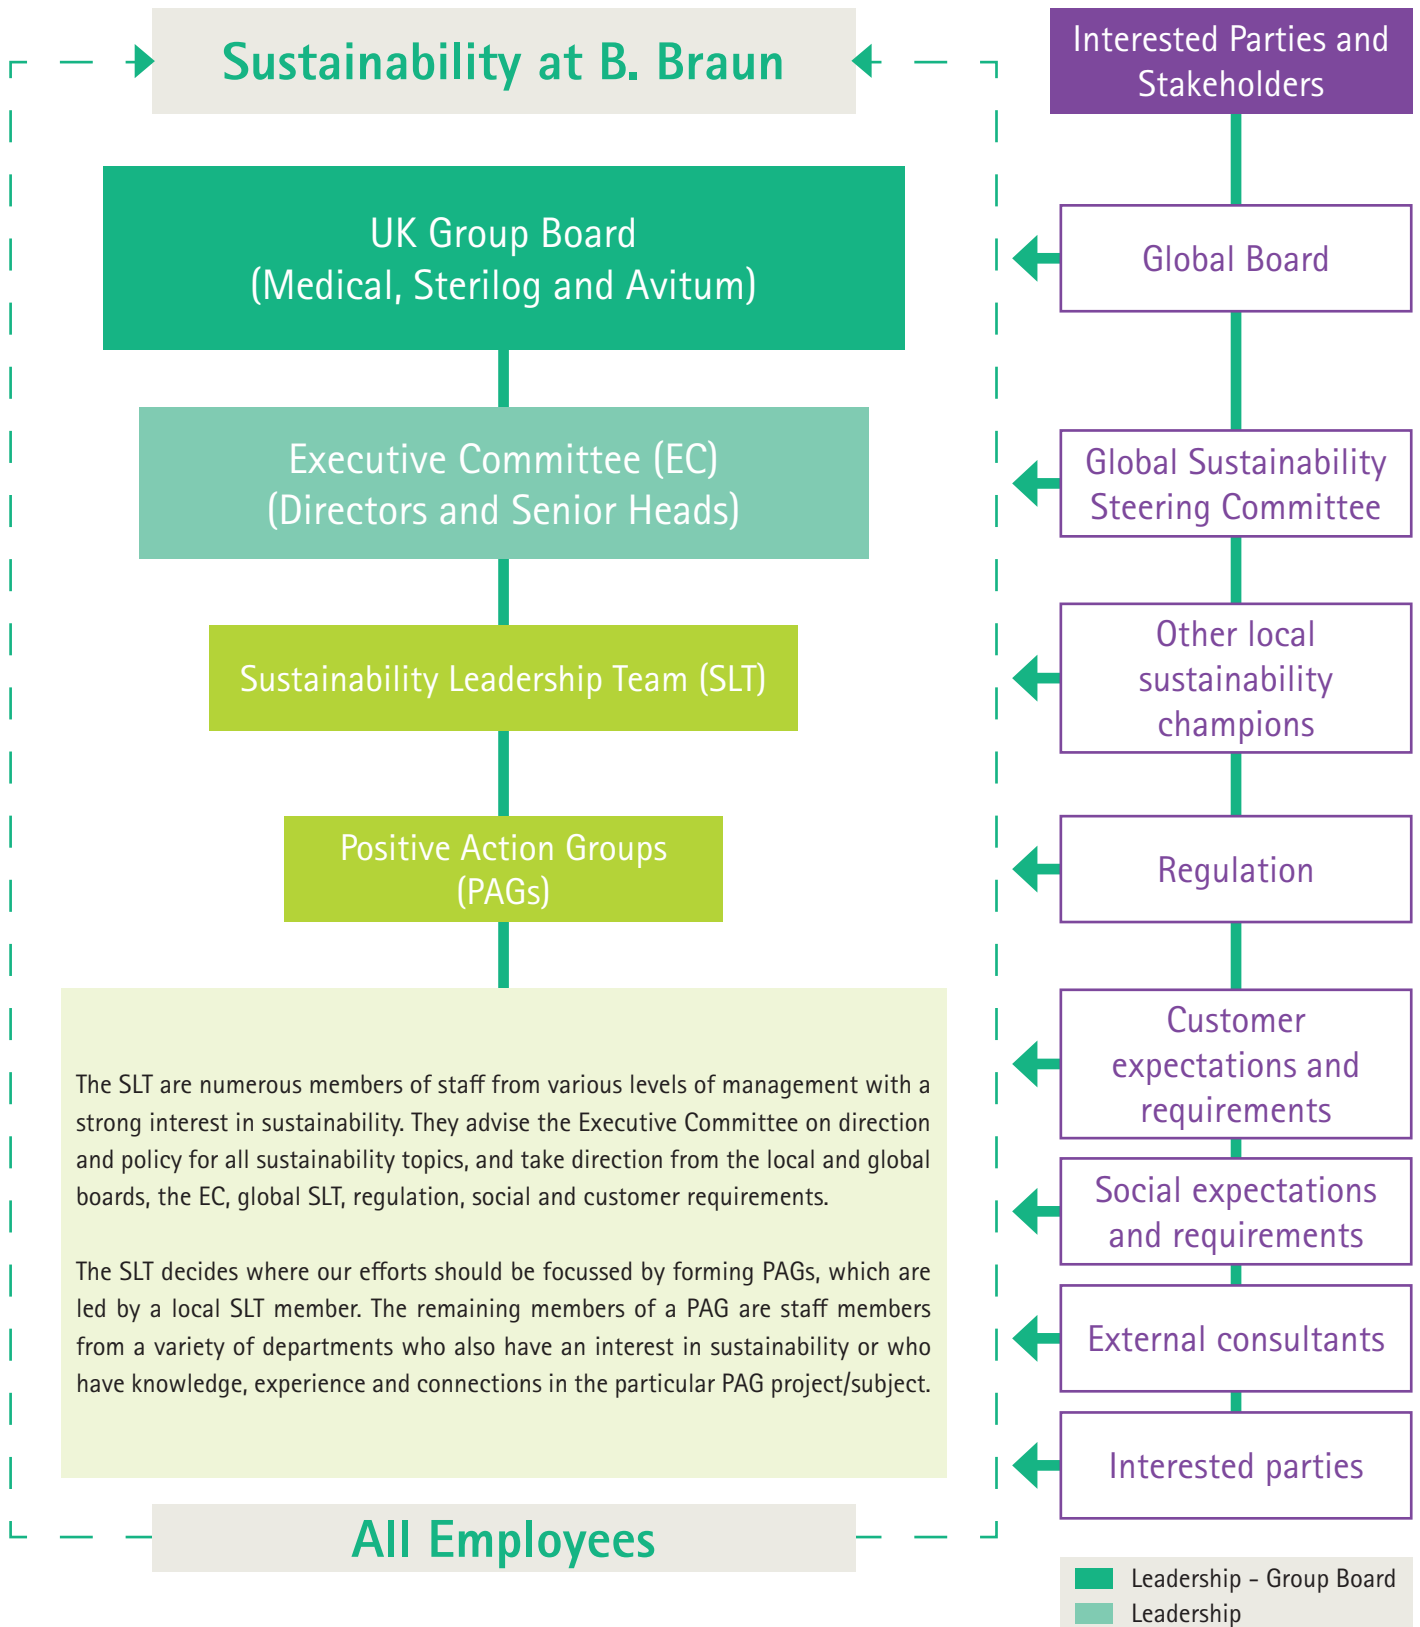 Sustainability at B. Braun
UK Group Board
(Medical, Sterilog and Avitum)
Executive Committee (EC)
(Directors and Senior Heads)
Sustainability Leadership Team (SLT)
Positive Action Groups
(PAGs)
The SLT are numerous members of staff from various levels of management with a
strong interest in sustainability. They advise the Executive Committee on direction
and policy for all sustainability topics, and take direction from the local and global
boards, the EC, global SLT, regulation, social and customer requirements.
The SLT decides where our efforts should be focussed by forming PAGs, which are
led by a local SLT member. The remaining members of a PAG are staff members
from a variety of departments who also have an interest in sustainability or who
have knowledge, experience and connections in the particular PAG project/subject.
All Employees
Interested Parties and
Stakeholders
Global Board
Global Sustainability
Steering Committee
Other local
sustainability
champions
Regulation
Customer
expectations and
requirements
Social expectations
and requirements
External consultants
Interested parties
Leadership - Group Board
Leadership